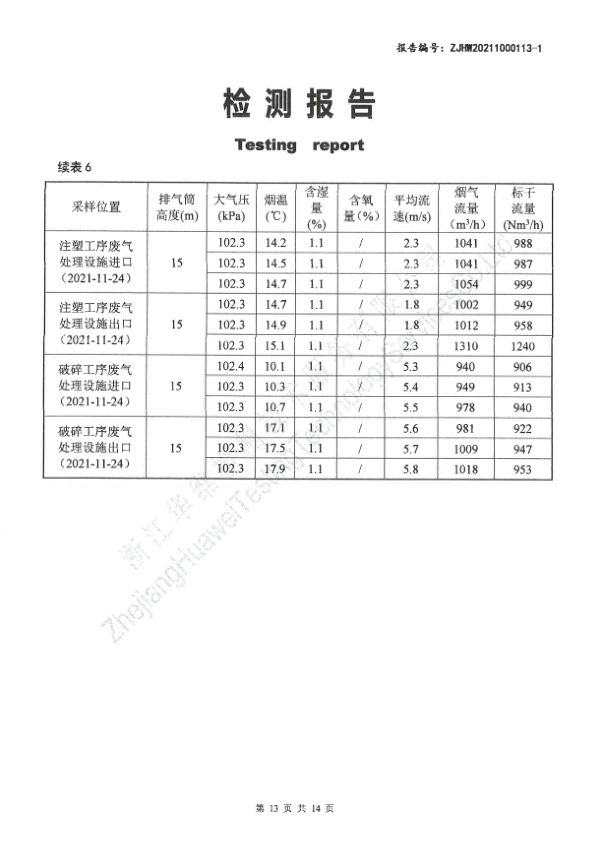 报告编号：ZJHW20211000113-1
检测报告
Testing report
续表6
采样位置 排气筒高度(m) 大气压(kPa) 烟温(℃) 含湿量(%) 含氧量(%) 平均流速(m/s) 烟气流量(m³/h) 标干流量(Nm³/h)
注塑工序废气处理设施进口（2021-11-24） 15 102.3 14.2 1.1 / 2.3 1041 988
102.3 14.5 1.1 / 2.3 1041 987
102.3 14.7 1.1 / 2.3 1054 999
注塑工序废气处理设施出口（2021-11-24） 15 102.3 14.7 1.1 / 1.8 1002 949
102.3 14.9 1.1 / 1.8 1012 958
102.3 15.1 1.1 / 2.3 1310 1240
破碎工序废气处理设施进口（2021-11-24） 15 102.4 10.1 1.1 / 5.3 940 906
102.3 10.3 1.1 / 5.4 949 913
102.3 10.7 1.1 / 5.5 978 940
破碎工序废气处理设施出口（2021-11-24） 15 102.3 17.1 1.1 / 5.6 981 922
102.3 17.5 1.1 / 5.7 1009 947
102.3 17.9 1.1 / 5.8 1018 953
ZhejiangHuaweiTestingTechnologyServicesCo.Ltd
第 13 页 共 14 页